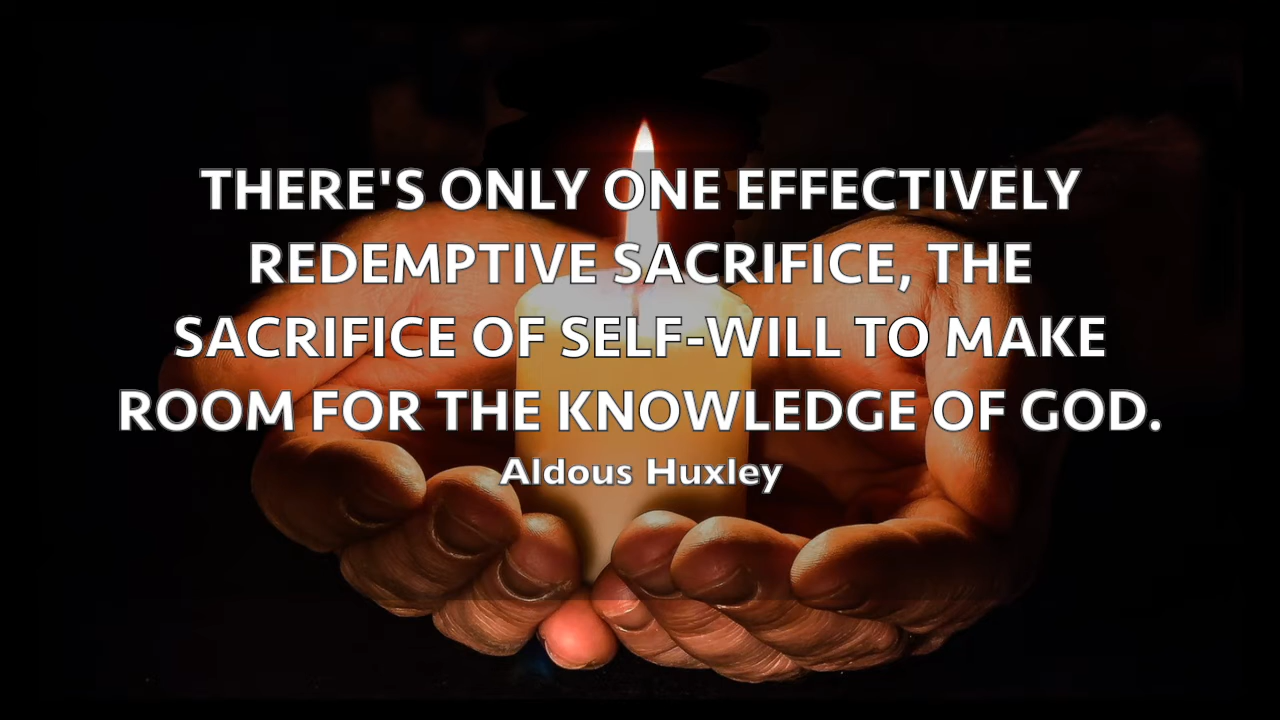 THERE'S ONLY ONE EFFECTIVELY
REDEMPTIVE SACRIFICE, THE
SACRIFICE OF SELF-WILL TO MAKE
ROOM FOR THE KNOWLEDGE OF GOD.
Aldous Huxley